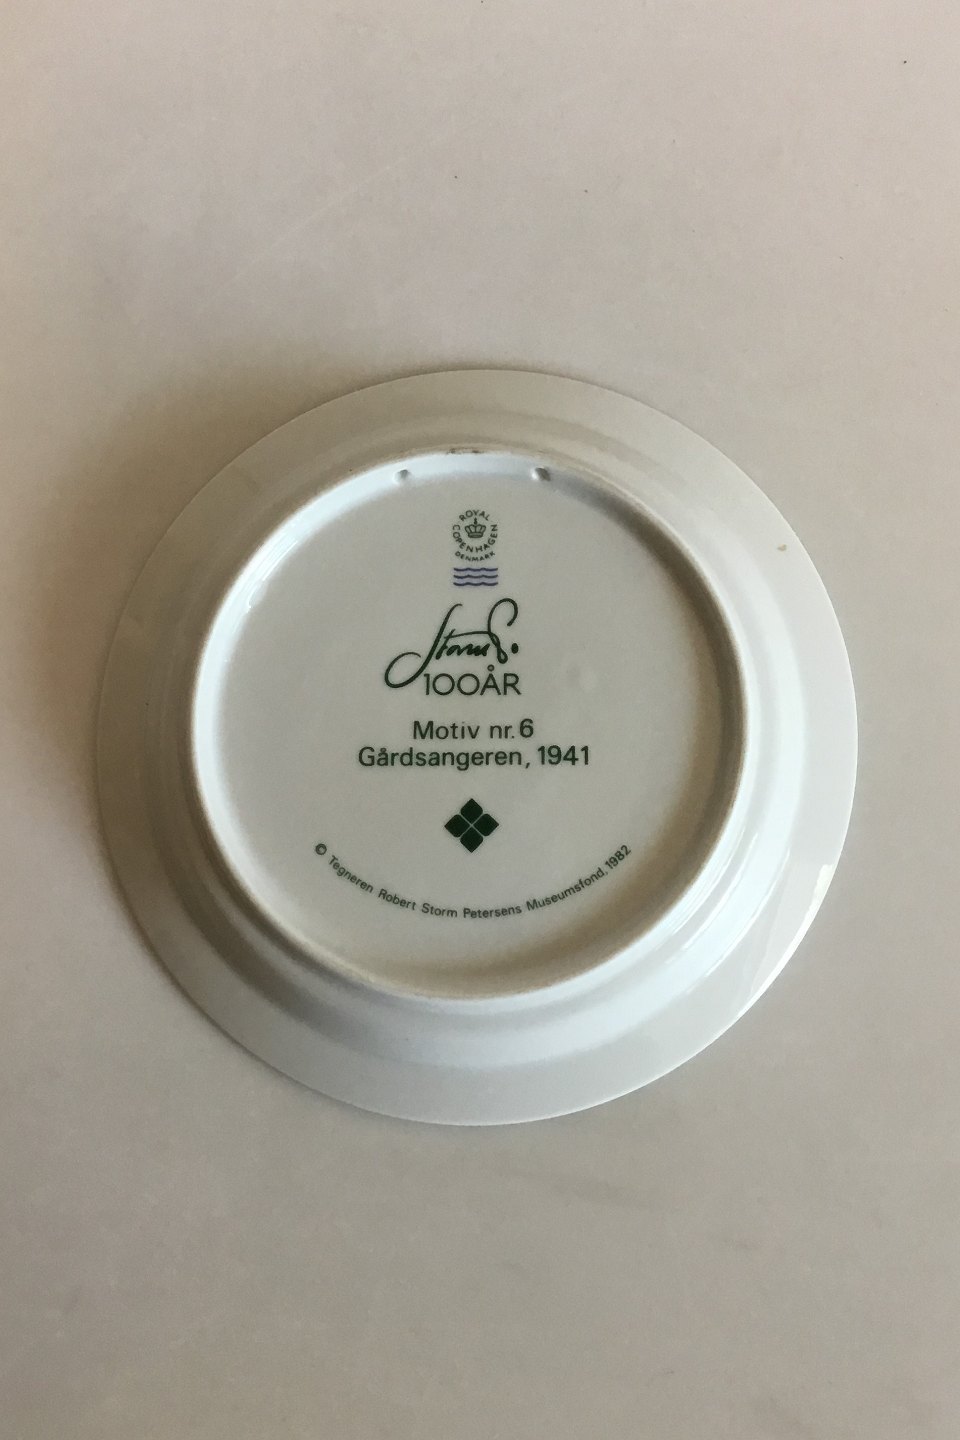 ROYAL
COPENHAGEN
DENMARK
Storm P.
100ÅR
Motiv nr. 6
Gårdsangeren, 1941
© Tegneren Robert Storm Petersens Museumsfond. 1982